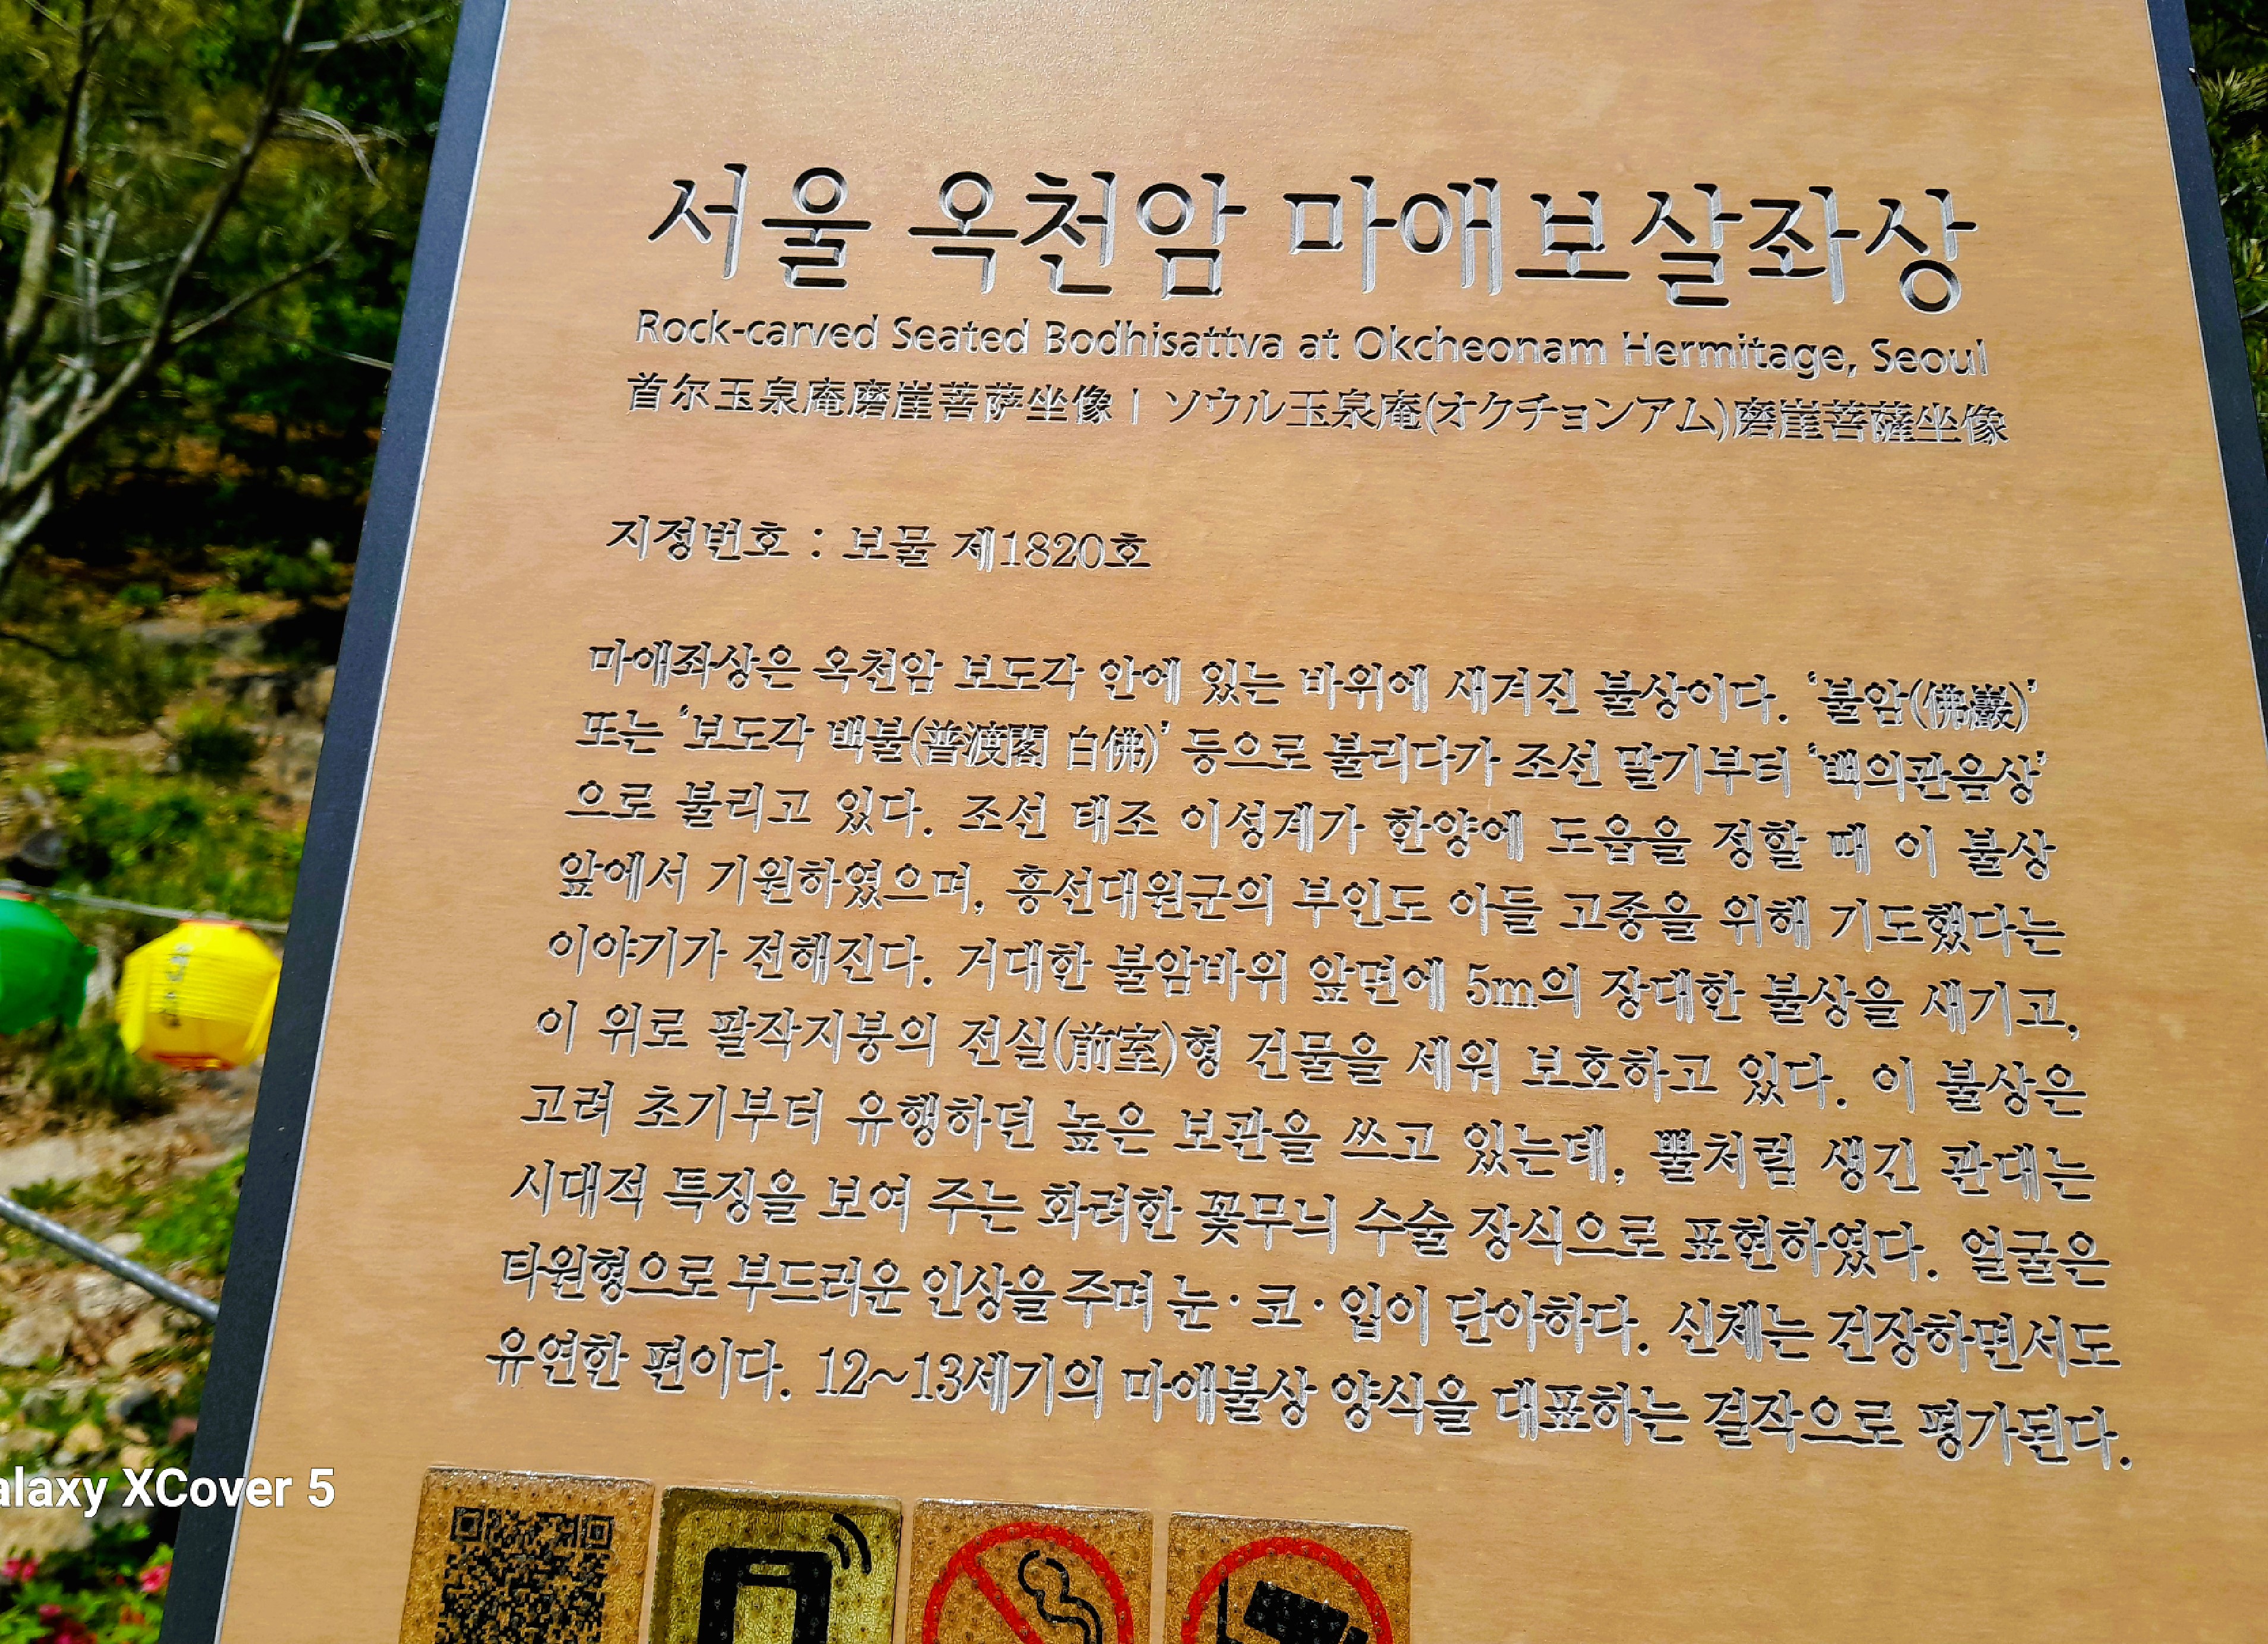 서울 옥천암 마애보살좌상
Rock-carved Seated Bodhisattva at Okcheonam Hermitage, Seoul
首尔玉泉庵磨崖菩萨坐像 | ソウル玉泉庵(オクチョンアム)磨崖菩薩坐像
지정번호 : 보물 제1820호
마애좌상은 옥천암 보도각 안에 있는 바위에 새겨진 불상이다. ‘불암(佛巖)’
또는 ‘보도각 백불(普渡閣 白佛)’ 등으로 불리다가 조선 말기부터 ‘백의관음상’
으로 불리고 있다. 조선 태조 이성계가 한양에 도읍을 정할 때 이 불상
앞에서 기원하였으며, 흥선대원군의 부인도 아들 고종을 위해 기도했다는
이야기가 전해진다. 거대한 불암바위 앞면에 5m의 장대한 불상을 새기고,
이 위로 팔작지붕의 전실(前室)형 건물을 세워 보호하고 있다. 이 불상은
고려 초기부터 유행하던 높은 보관을 쓰고 있는데, 뿔처럼 생긴 관대는
시대적 특징을 보여 주는 화려한 꽃무늬 수술 장식으로 표현하였다. 얼굴은
타원형으로 부드러운 인상을 주며 눈·코·입이 단아하다. 신체는 건장하면서도
유연한 편이다. 12~13세기의 마애불상 양식을 대표하는 걸작으로 평가된다.
alaxy XCover 5